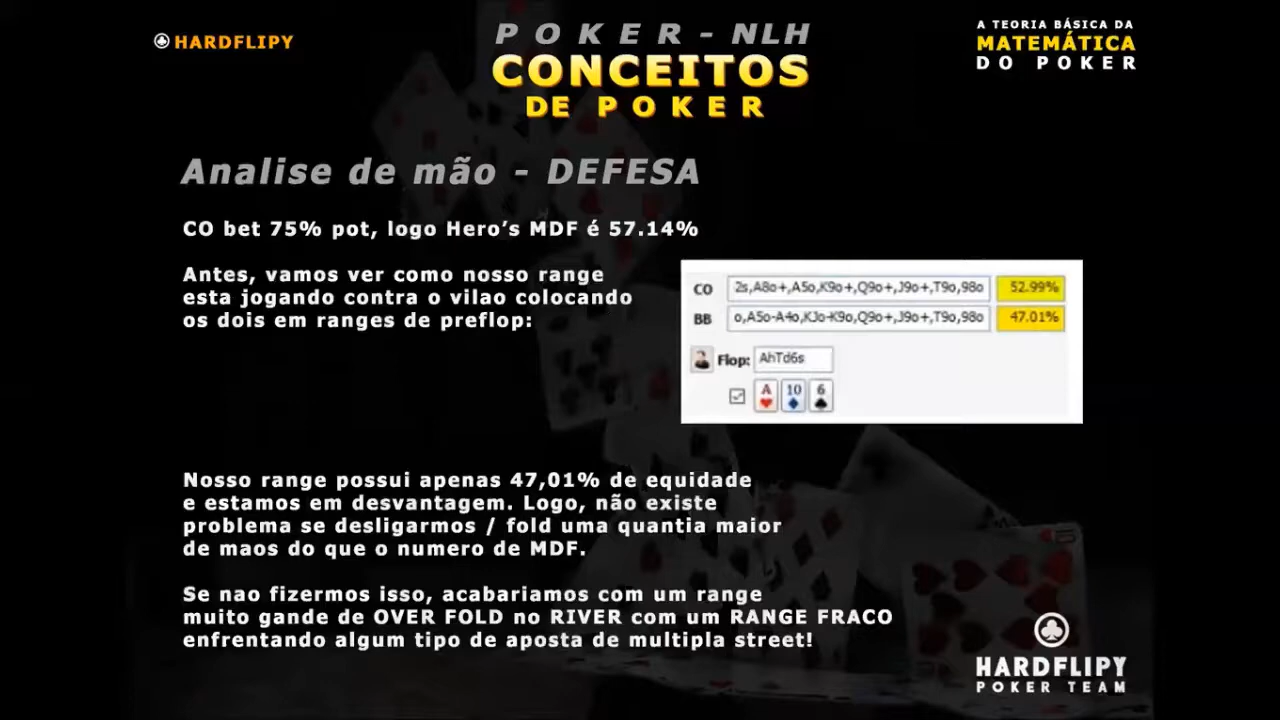 HARDFLIPY
POKER - NLH
CONCEITOS
DE POKER
A TEORIA BÁSICA DA
MATEMÁTICA
DO POKER
Analise de mão - DEFESA
CO bet 75% pot, logo Hero's MDF é 57.14%
Antes, vamos ver como nosso range
esta jogando contra o vilao colocando
os dois em ranges de preflop:
CO 2s,A8o+,A5o,K9o+,Q9o+,J9o+,T9o,98o 52.99%
BB o,A5o-A4o,KJo-K9o,Q9o+,J9o+,T9o,98o 47.01%
Flop: AhTd6s
A 10 6
Nosso range possui apenas 47,01% de equidade
e estamos em desvantagem. Logo, não existe
problema se desligarmos / fold uma quantia maior
de maos do que o numero de MDF.
Se nao fizermos isso, acabariamos com um range
muito gande de OVER FOLD no RIVER com um RANGE FRACO
enfrentando algum tipo de aposta de multipla street!
HARDFLIPY
POKER TEAM